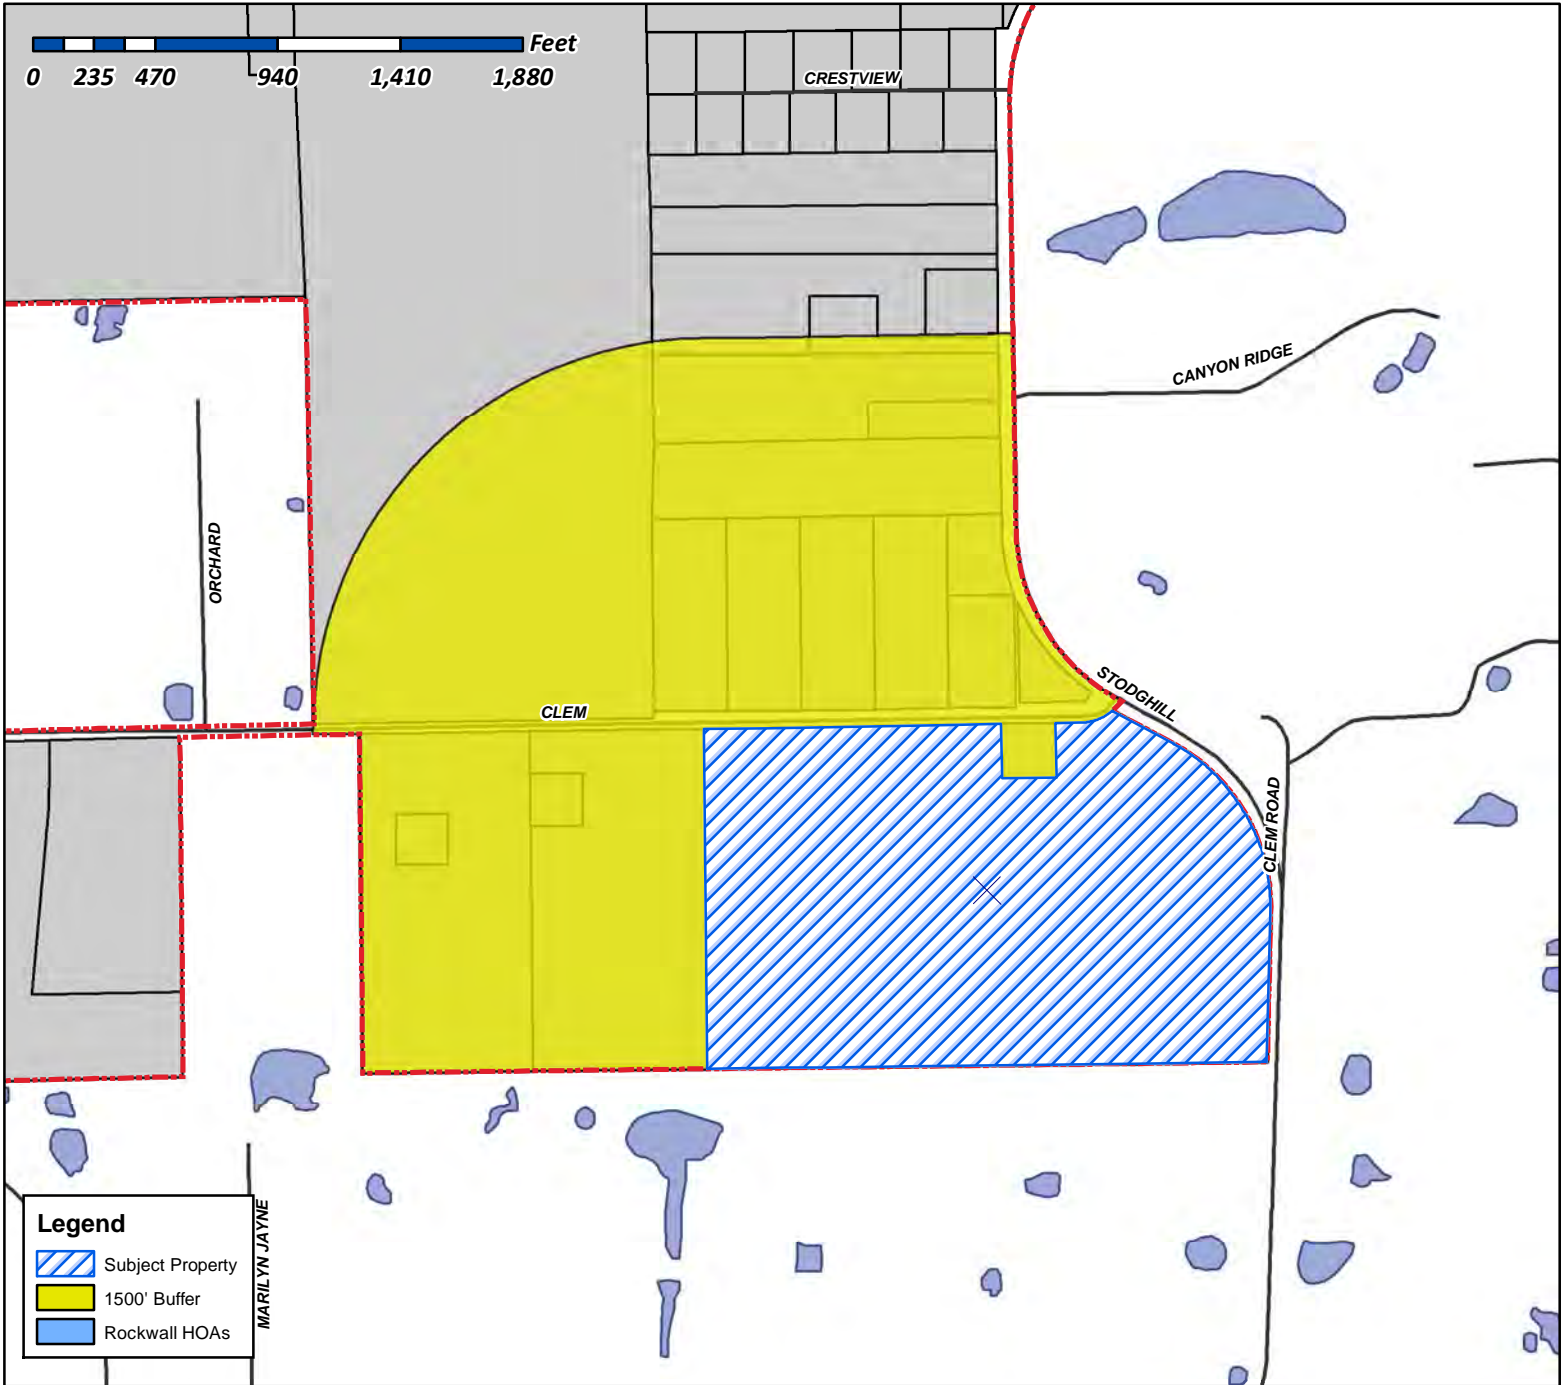 Feet
0 235 470 940 1,410 1,880
CRESTVIEW
CANYON RIDGE
ORCHARD
STODGHILL
CLEM
CLEM ROAD
MARILYN JAYNE
Legend
Subject Property
1500' Buffer
Rockwall HOAs